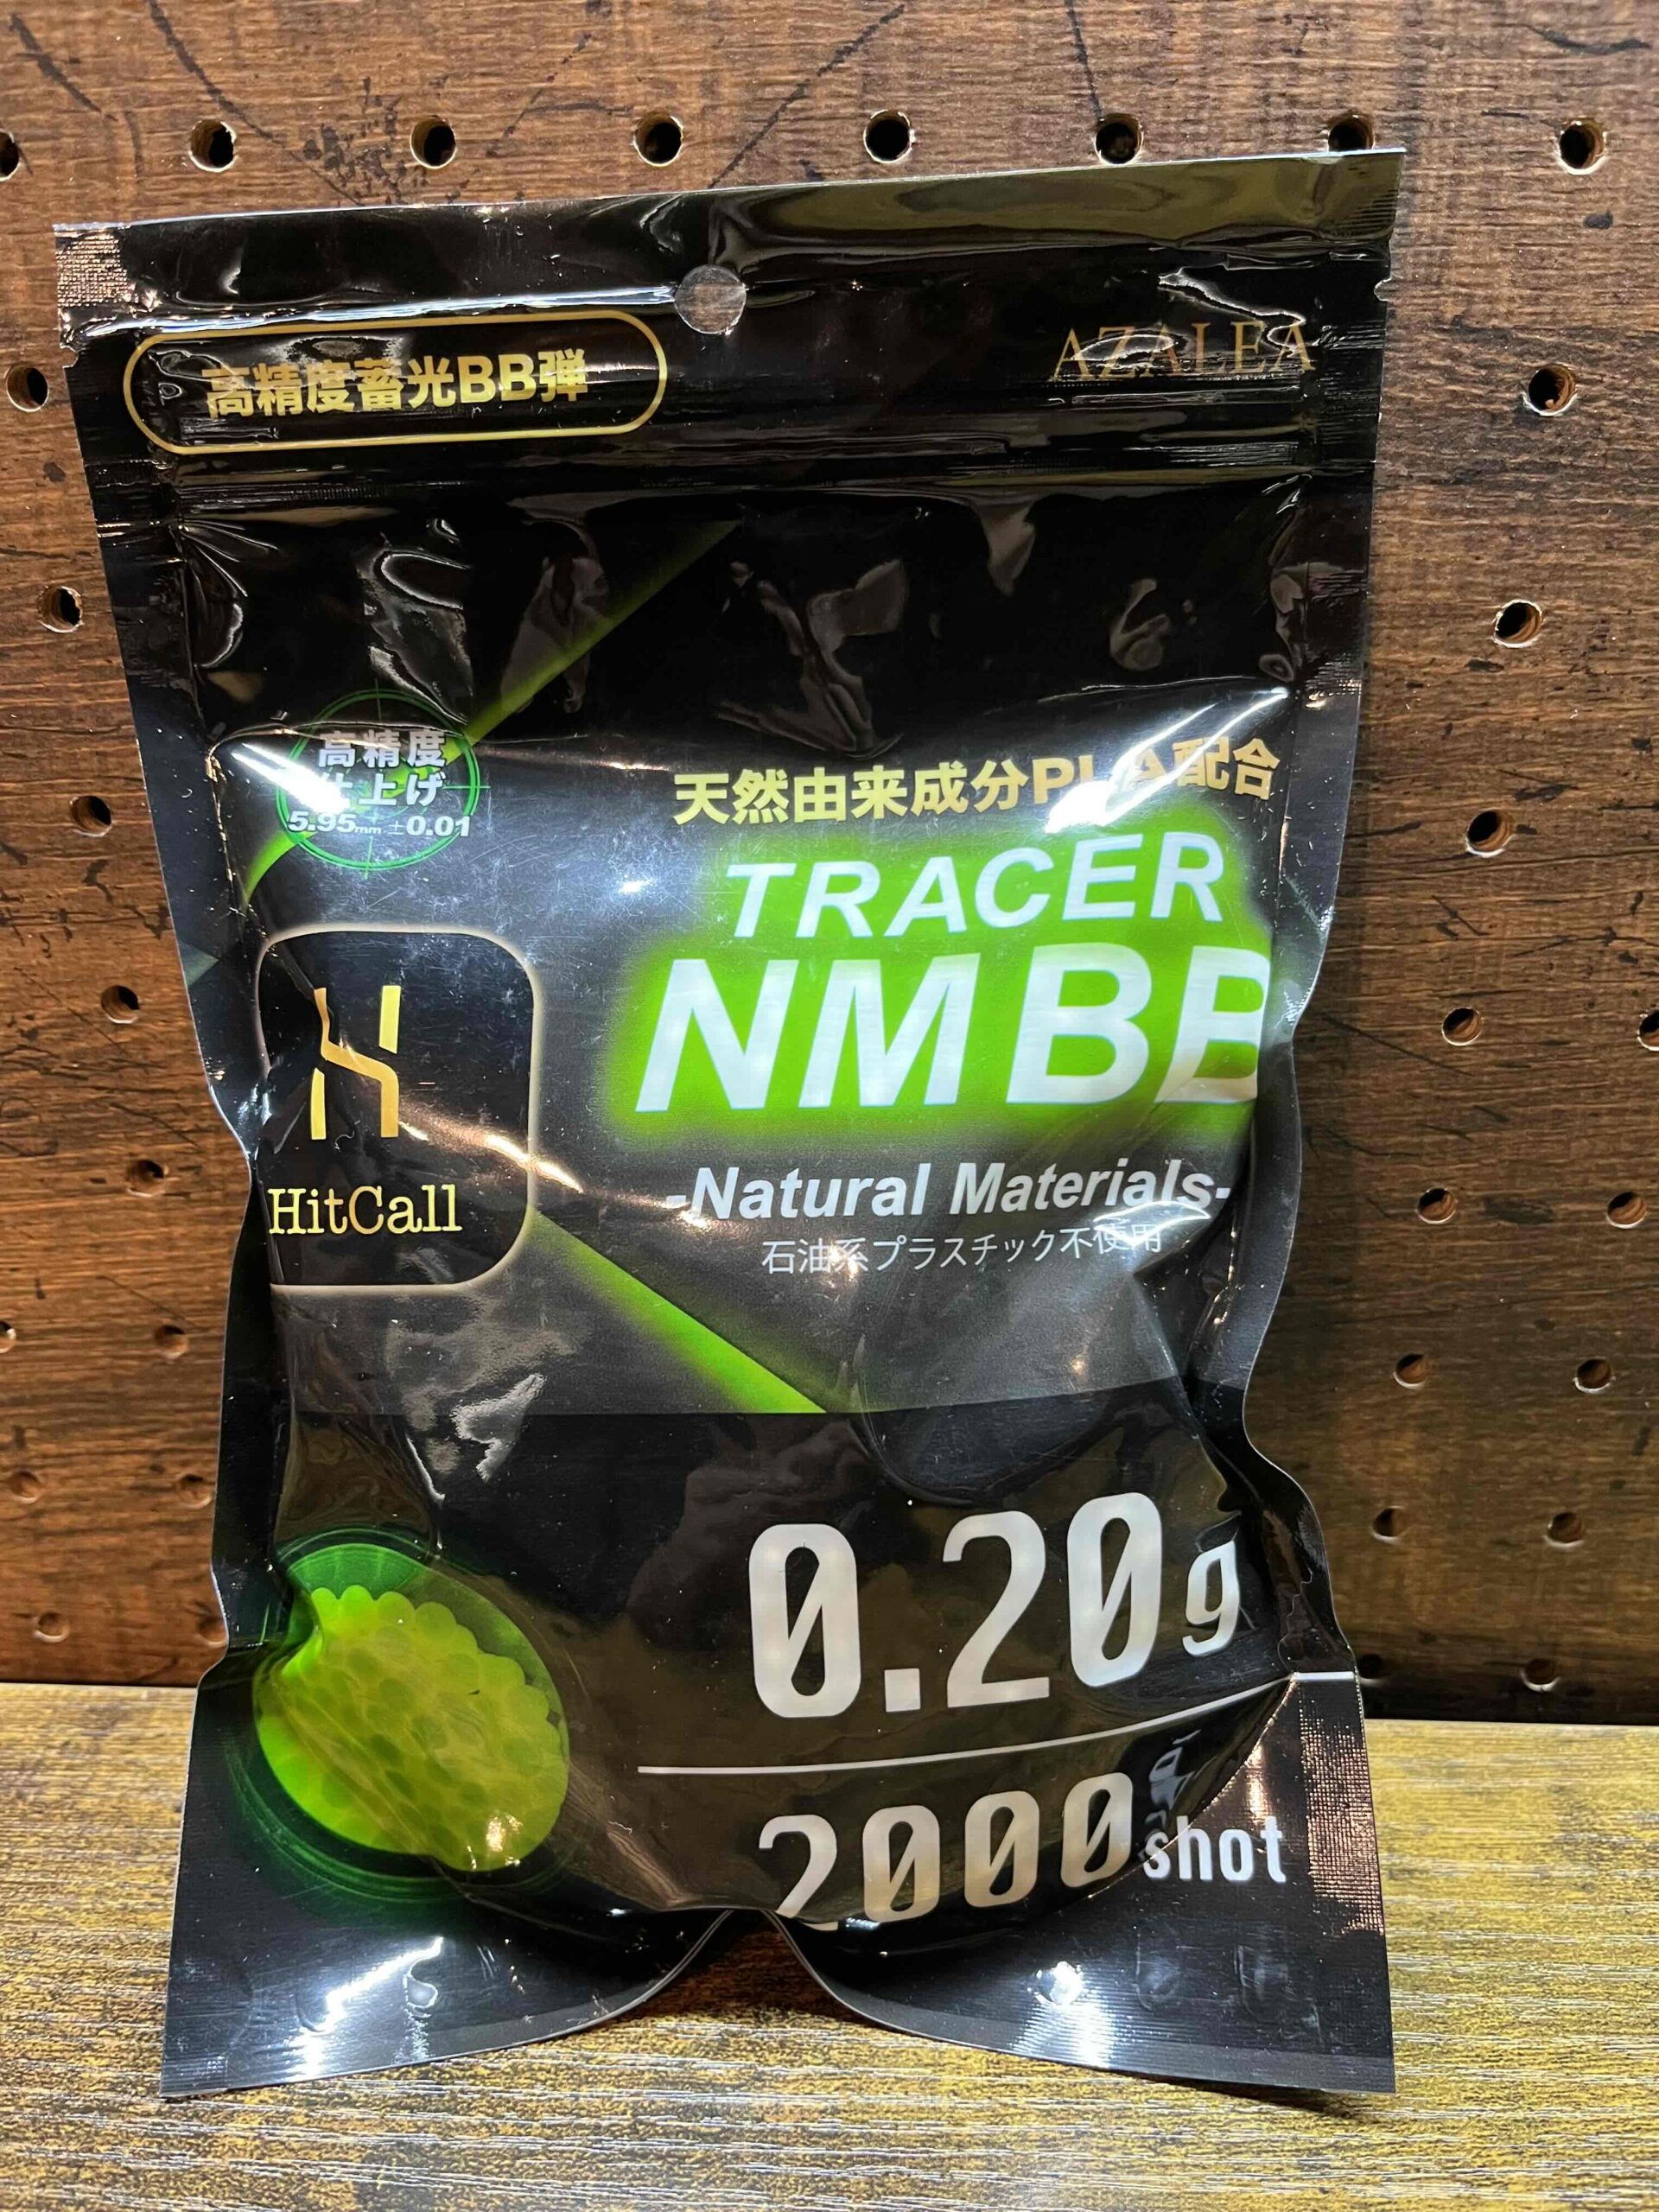 高精度蓄光BB弾
AZALEA
高精度
仕上げ
5.95mm ±0.01
天然由来成分PLA配合
TRACER
NM BB
HitCall
-Natural Materials-
石油系プラスチック不使用
0.20g
2000shot